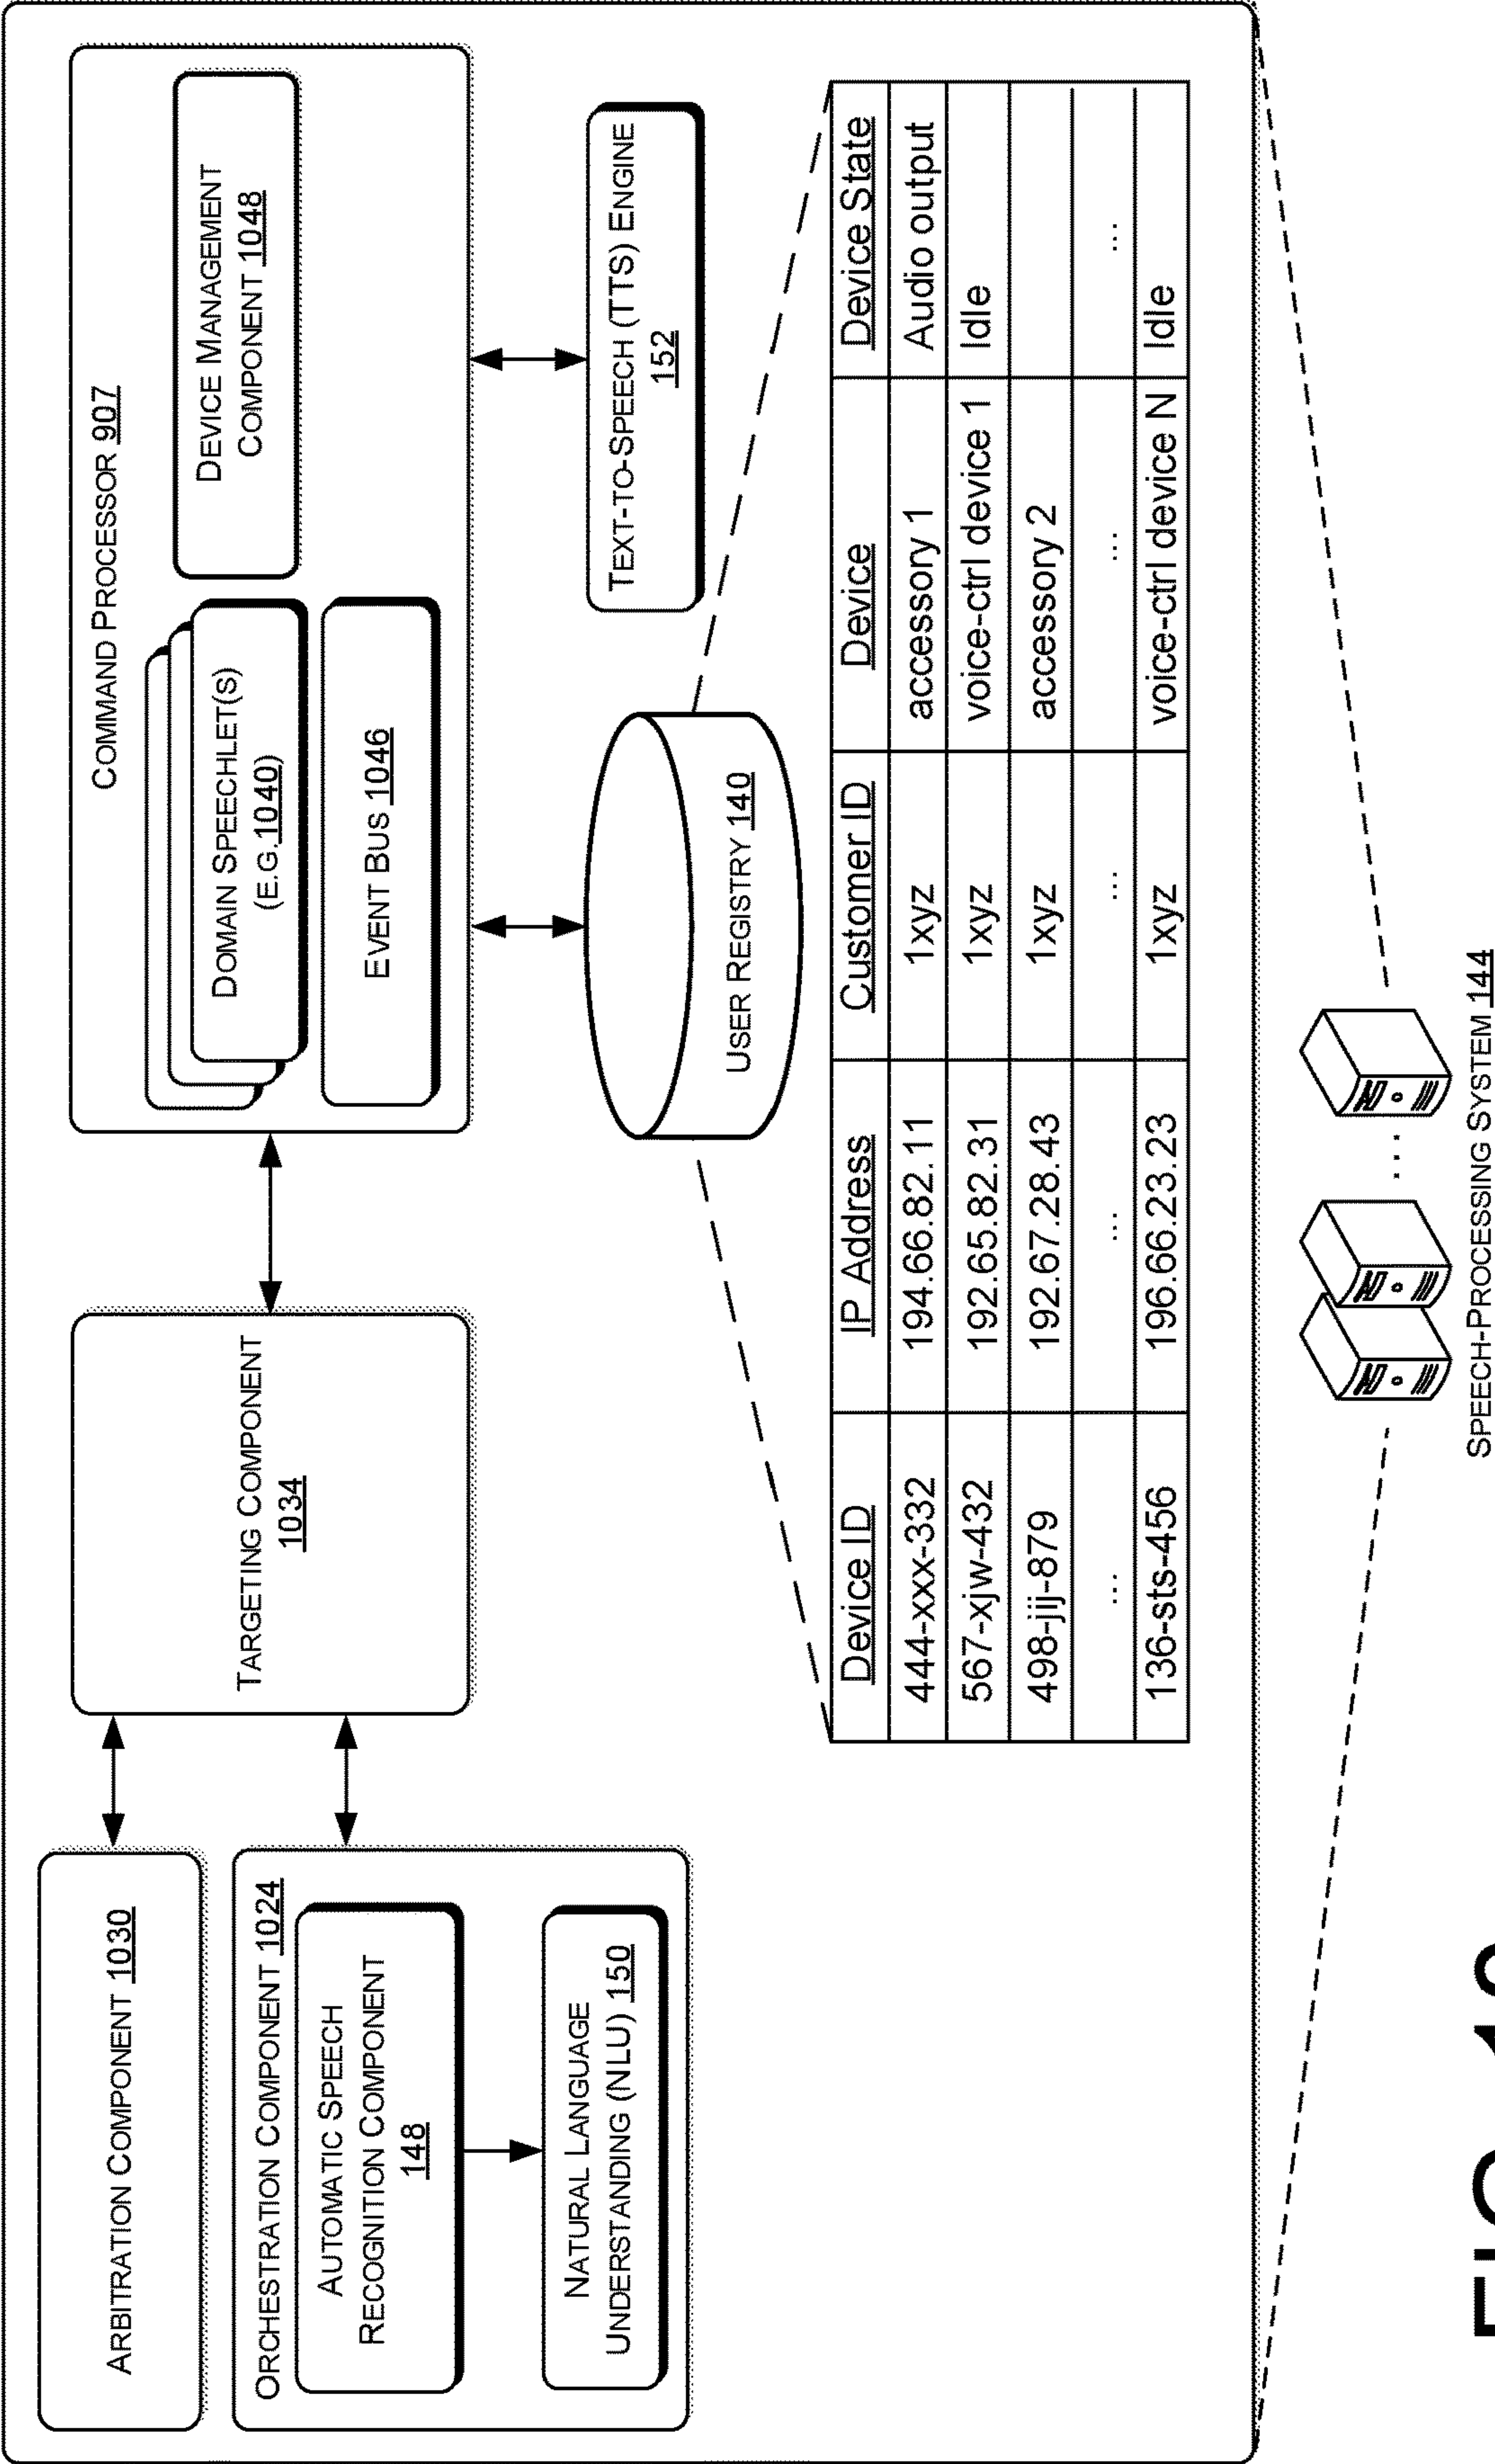 ARBITRATION COMPONENT 1030
ORCHESTRATION COMPONENT 1024
AUTOMATIC SPEECH
RECOGNITION COMPONENT
148
NATURAL LANGUAGE
UNDERSTANDING (NLU) 150
TARGETING COMPONENT
1034
COMMAND PROCESSOR 907
DOMAIN SPEECHLET(S)
(E.G. 1040)
EVENT BUS 1046
DEVICE MANAGEMENT
COMPONENT 1048
TEXT-TO-SPEECH (TTS) ENGINE
152
USER REGISTRY 140
Device ID IP Address Customer ID Device Device State
444-xxx-332 194.66.82.11 1xyz accessory 1 Audio output
567-xjw-432 192.65.82.31 1xyz voice-ctrl device 1 Idle
498-jij-879 192.67.28.43 1xyz accessory 2
... ... ... ... ...
136-sts-456 196.66.23.23 1xyz voice-ctrl device N Idle
....
SPEECH-PROCESSING SYSTEM 144